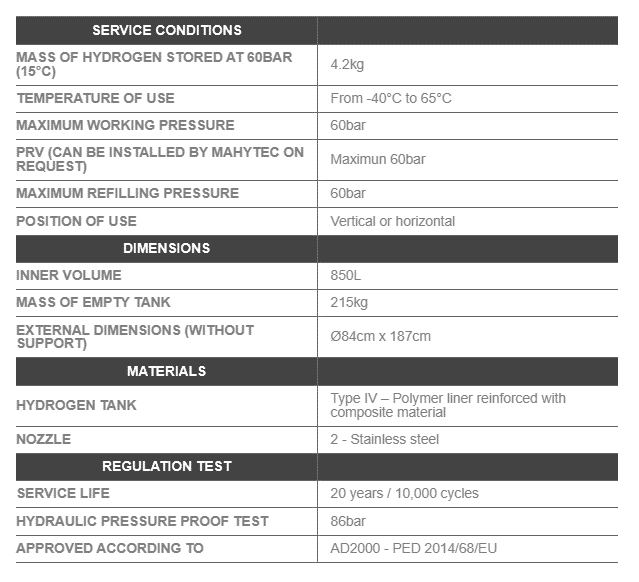 SERVICE CONDITIONS
MASS OF HYDROGEN STORED AT 60BAR
(15°C)
4.2kg
TEMPERATURE OF USE
From -40°C to 65°C
MAXIMUM WORKING PRESSURE
60bar
PRV (CAN BE INSTALLED BY MAHYTEC ON
REQUEST)
Maximun 60bar
MAXIMUM REFILLING PRESSURE
60bar
POSITION OF USE
Vertical or horizontal
DIMENSIONS
INNER VOLUME
850L
MASS OF EMPTY TANK
215kg
EXTERNAL DIMENSIONS (WITHOUT
SUPPORT)
Ø84cm x 187cm
MATERIALS
HYDROGEN TANK
Type IV – Polymer liner reinforced with
composite material
NOZZLE
2 - Stainless steel
REGULATION TEST
SERVICE LIFE
20 years / 10,000 cycles
HYDRAULIC PRESSURE PROOF TEST
86bar
APPROVED ACCORDING TO
AD2000 - PED 2014/68/EU